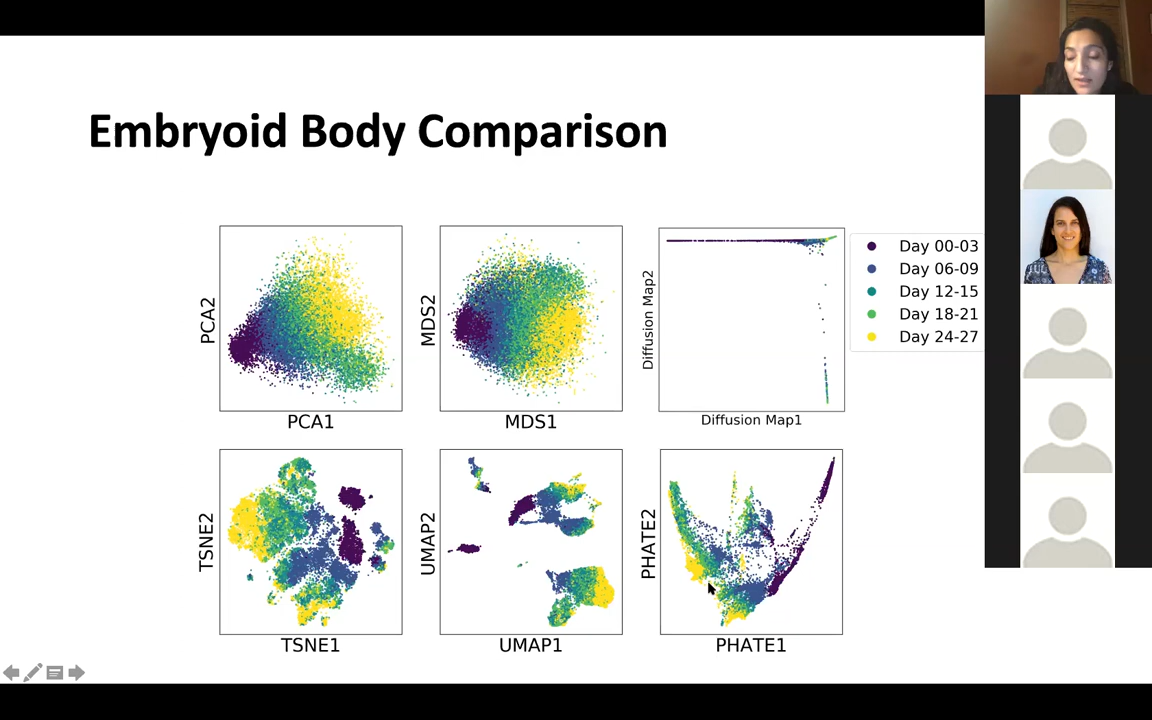 Embryoid Body Comparison
PCA2
PCA1
MDS2
MDS1
Diffusion Map2
Diffusion Map1
Day 00-03
Day 06-09
Day 12-15
Day 18-21
Day 24-27
TSNE2
TSNE1
UMAP2
UMAP1
PHATE2
PHATE1